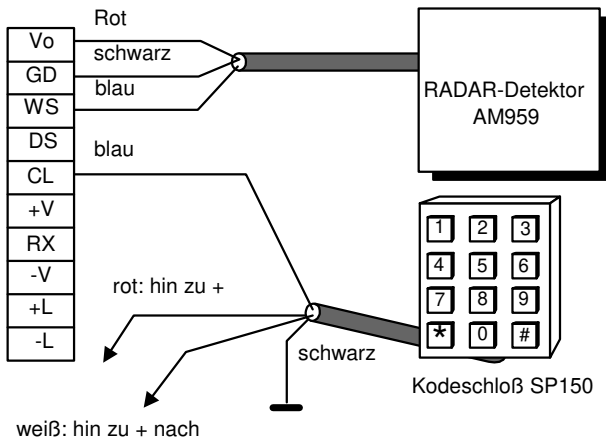 Rot
Vo
schwarz
GD
blau
WS
DS
blau
CL
+V
RX
-V
+L
-L
RADAR-Detektor
AM959
1 2 3
4 5 6
7 8 9
* 0 #
rot: hin zu +
schwarz
Kodeschloß SP150
weiß: hin zu + nach